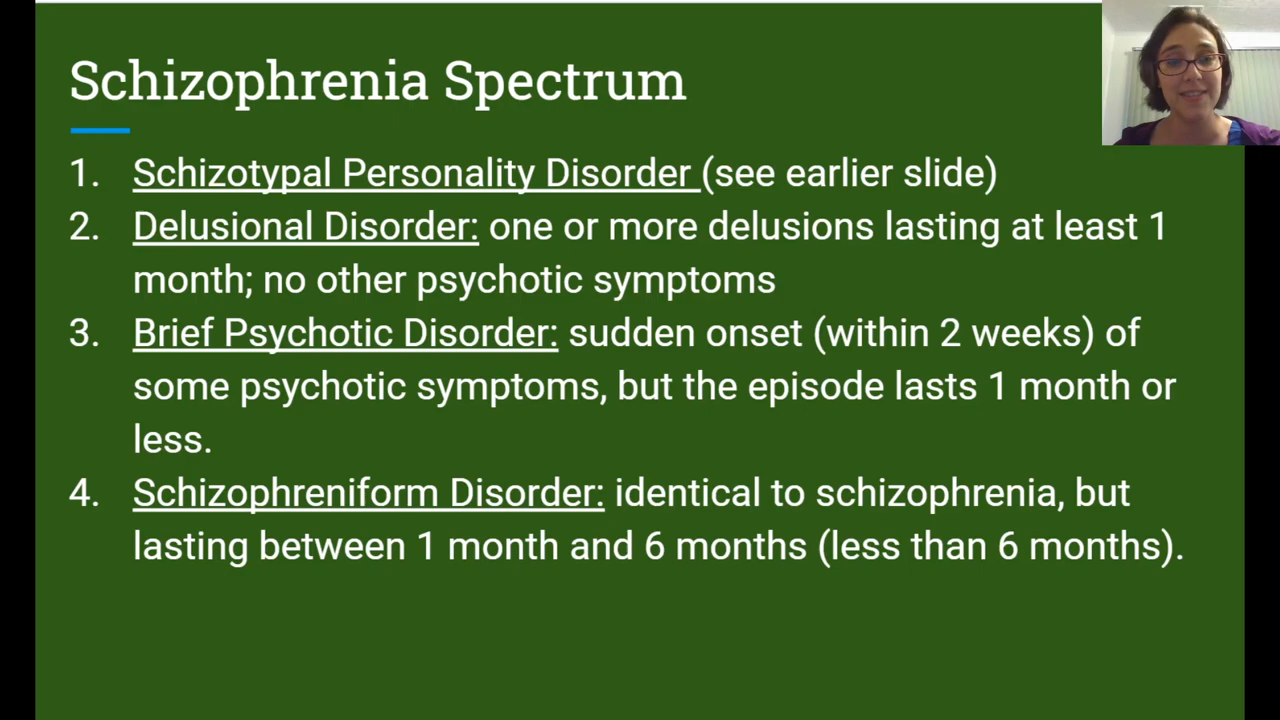 Schizophrenia Spectrum
1. Schizotypal Personality Disorder (see earlier slide)
2. Delusional Disorder: one or more delusions lasting at least 1
month; no other psychotic symptoms
3. Brief Psychotic Disorder: sudden onset (within 2 weeks) of
some psychotic symptoms, but the episode lasts 1 month or
less.
4. Schizophreniform Disorder: identical to schizophrenia, but
lasting between 1 month and 6 months (less than 6 months).